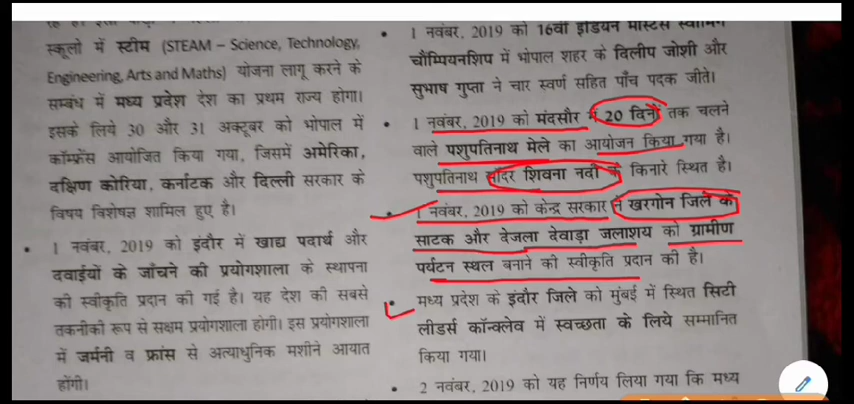 स्कूलो में स्टीम (STEAM – Science, Technology,
Engineering, Arts and Maths) योजना लागू करने के
सम्बंध में मध्य प्रदेश देश का प्रथम राज्य होगा।
इसके लिये 30 और 31 अक्टूबर को भोपाल में
कॉम्फ्रेंस आयोजित किया गया, जिसमें अमेरिका,
दक्षिण कोरिया, कर्नाटक और दिल्ली सरकार के
विषय विशेषज्ञ शामिल हुए है।
• 1 नवंबर, 2019 को इंदौर में खाद्य पदार्थ और
दवाईयों के जाँचने की प्रयोगशाला के स्थापना
की स्वीकृति प्रदान की गई है। यह देश की सबसे
तकनीकी रूप से सक्षम प्रयोगशाला होगी। इस प्रयोगशाला
में जर्मनी व फ्रांस से अत्याधुनिक मशीने आयात
होंगी।
• 1 नवंबर, 2019 को 16वीं इंडियन मास्टर्स स्वीमिंग
चौम्पियनशिप में भोपाल शहर के दिलीप जोशी और
सुभाष गुप्ता ने चार स्वर्ण सहित पाँच पदक जीते।
• 1 नवंबर, 2019 को मंदसौर में 20 दिनों तक चलने
वाले पशुपतिनाथ मेले का आयोजन किया गया है।
पशुपतिनाथ मंदिर शिवना नदी के किनारे स्थित है।
• 1 नवंबर, 2019 को केन्द्र सरकार ने खरगोन जिले के
साटक और देजला देवाड़ा जलाशय को ग्रामीण
पर्यटन स्थल बनाने की स्वीकृति प्रदान की है।
• मध्य प्रदेश के इंदौर जिले को मुंबई में स्थित सिटी
लीडर्स कॉन्क्लेव में स्वच्छता के लिये सम्मानित
किया गया।
• 2 नवंबर, 2019 को यह निर्णय लिया गया कि मध्य